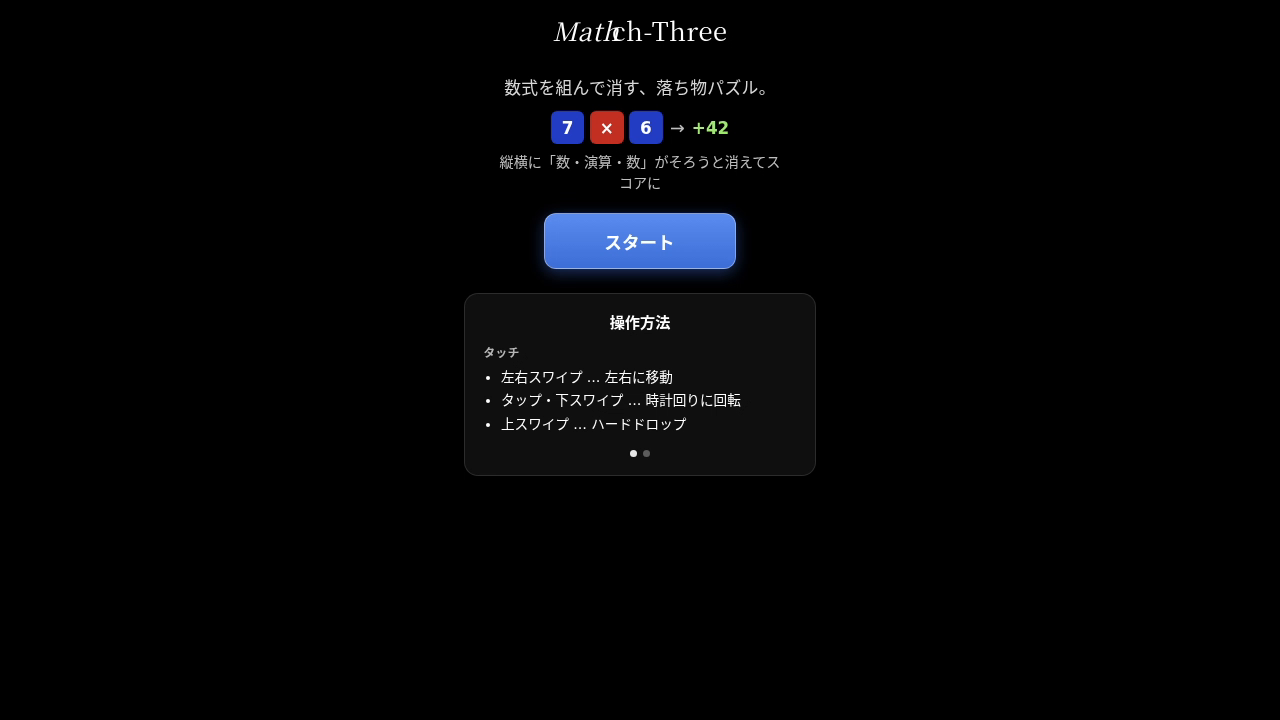 Mathch-Three
数式を組んで消す、落ち物パズル。
7 × 6 → +42
縦横に「数・演算・数」がそろうと消えてス
コアに
スタート
操作方法
タッチ
• 左右スワイプ … 左右に移動
• タップ・下スワイプ … 時計回りに回転
• 上スワイプ … ハードドロップ